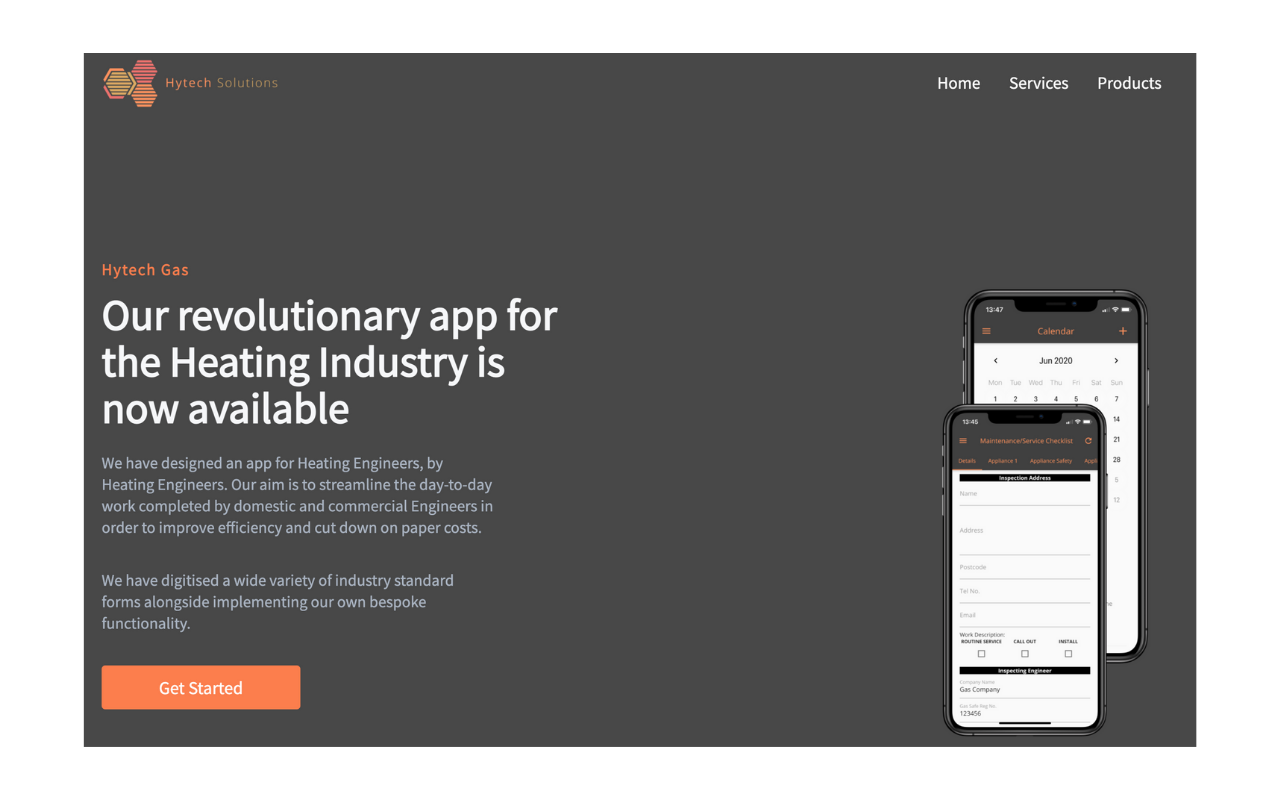 Hytech Solutions
Home Services Products
Hytech Gas
Our revolutionary app for
the Heating Industry is
now available
We have designed an app for Heating Engineers, by
Heating Engineers. Our aim is to streamline the day-to-day
work completed by domestic and commercial Engineers in
order to improve efficiency and cut down on paper costs.
We have digitised a wide variety of industry standard
forms alongside implementing our own bespoke
functionality.
Get Started
13:47
Calendar
Jun 2020
Mon Tue Wed Thu Fri Sat Sun
1 2 3 4 5 6 7
14
21
28
5
12
13:45
Maintenance/Service Checklist
Details Appliance 1 Appliance Safety
Inspection Address
Name
Address
Postcode
Tel No.
Email
Work Description:
ROUTINE SERVICE CALL OUT INSTALL
Inspecting Engineer
Company Name
Gas Company
Gas Safe Reg No.
123456